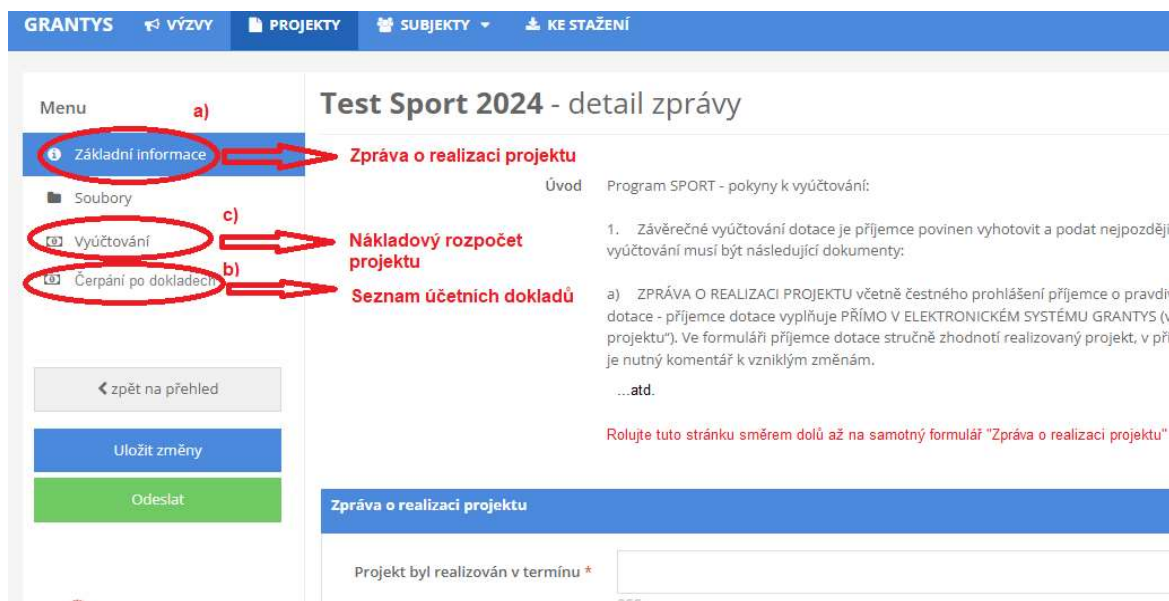 GRANTYS VÝZVY PROJEKTY SUBJEKTY KE STAŽENÍ
Menu
a)
Test Sport 2024 - detail zprávy
Základní informace
Zpráva o realizaci projektu
Soubory
Úvod
Program SPORT - pokyny k vyúčtování:
c)
Vyúčtování
Nákladový rozpočet
projektu
1. Závěrečné vyúčtování dotace je příjemce povinen vyhotovit a podat nejpozději
vyúčtování musí být následující dokumenty:
b)
Čerpání po dokladech
Seznam účetních dokladů
a) ZPRÁVA O REALIZACI PROJEKTU včetně čestného prohlášení příjemce o
dotace - příjemce dotace vyplňuje PŘÍMO V ELEKTRONICKÉM SYSTÉMU GRANTYS
projektu“). Ve formuláři příjemce dotace stručně zhodnotí realizovaný projekt, v
je nutný komentář k vzniklým změnám.
zpět na přehled
...atd.
Rolujte tuto stránku směrem dolů až na samotný formulář "Zpráva o realizaci projektu"
Uložit změny
Odeslat
Zpráva o realizaci projektu
Projekt byl realizován v termínu *